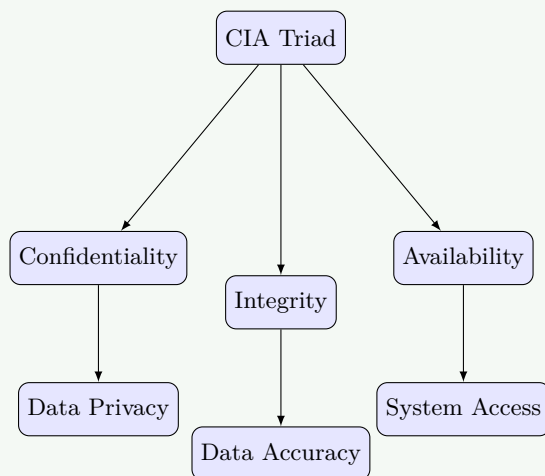 CIA Triad
Confidentiality
Availability
Integrity
Data Privacy
System Access
Data Accuracy